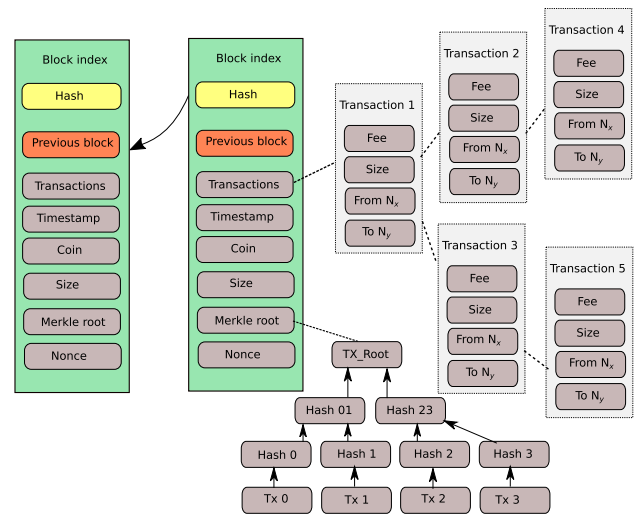 Block index
Hash
Previous block
Transactions
Timestamp
Coin
Size
Merkle root
Nonce
Block index
Hash
Previous block
Transactions
Timestamp
Coin
Size
Merkle root
Nonce
Transaction 1
Fee
Size
From Nx
To Ny
Transaction 2
Fee
Size
From Nx
To Ny
Transaction 4
Fee
Size
From Nx
To Ny
Transaction 3
Fee
Size
From Nx
To Ny
Transaction 5
Fee
Size
From Nx
To Ny
TX_Root
Hash 01
Hash 23
Hash 0
Hash 1
Hash 2
Hash 3
Tx 0
Tx 1
Tx 2
Tx 3